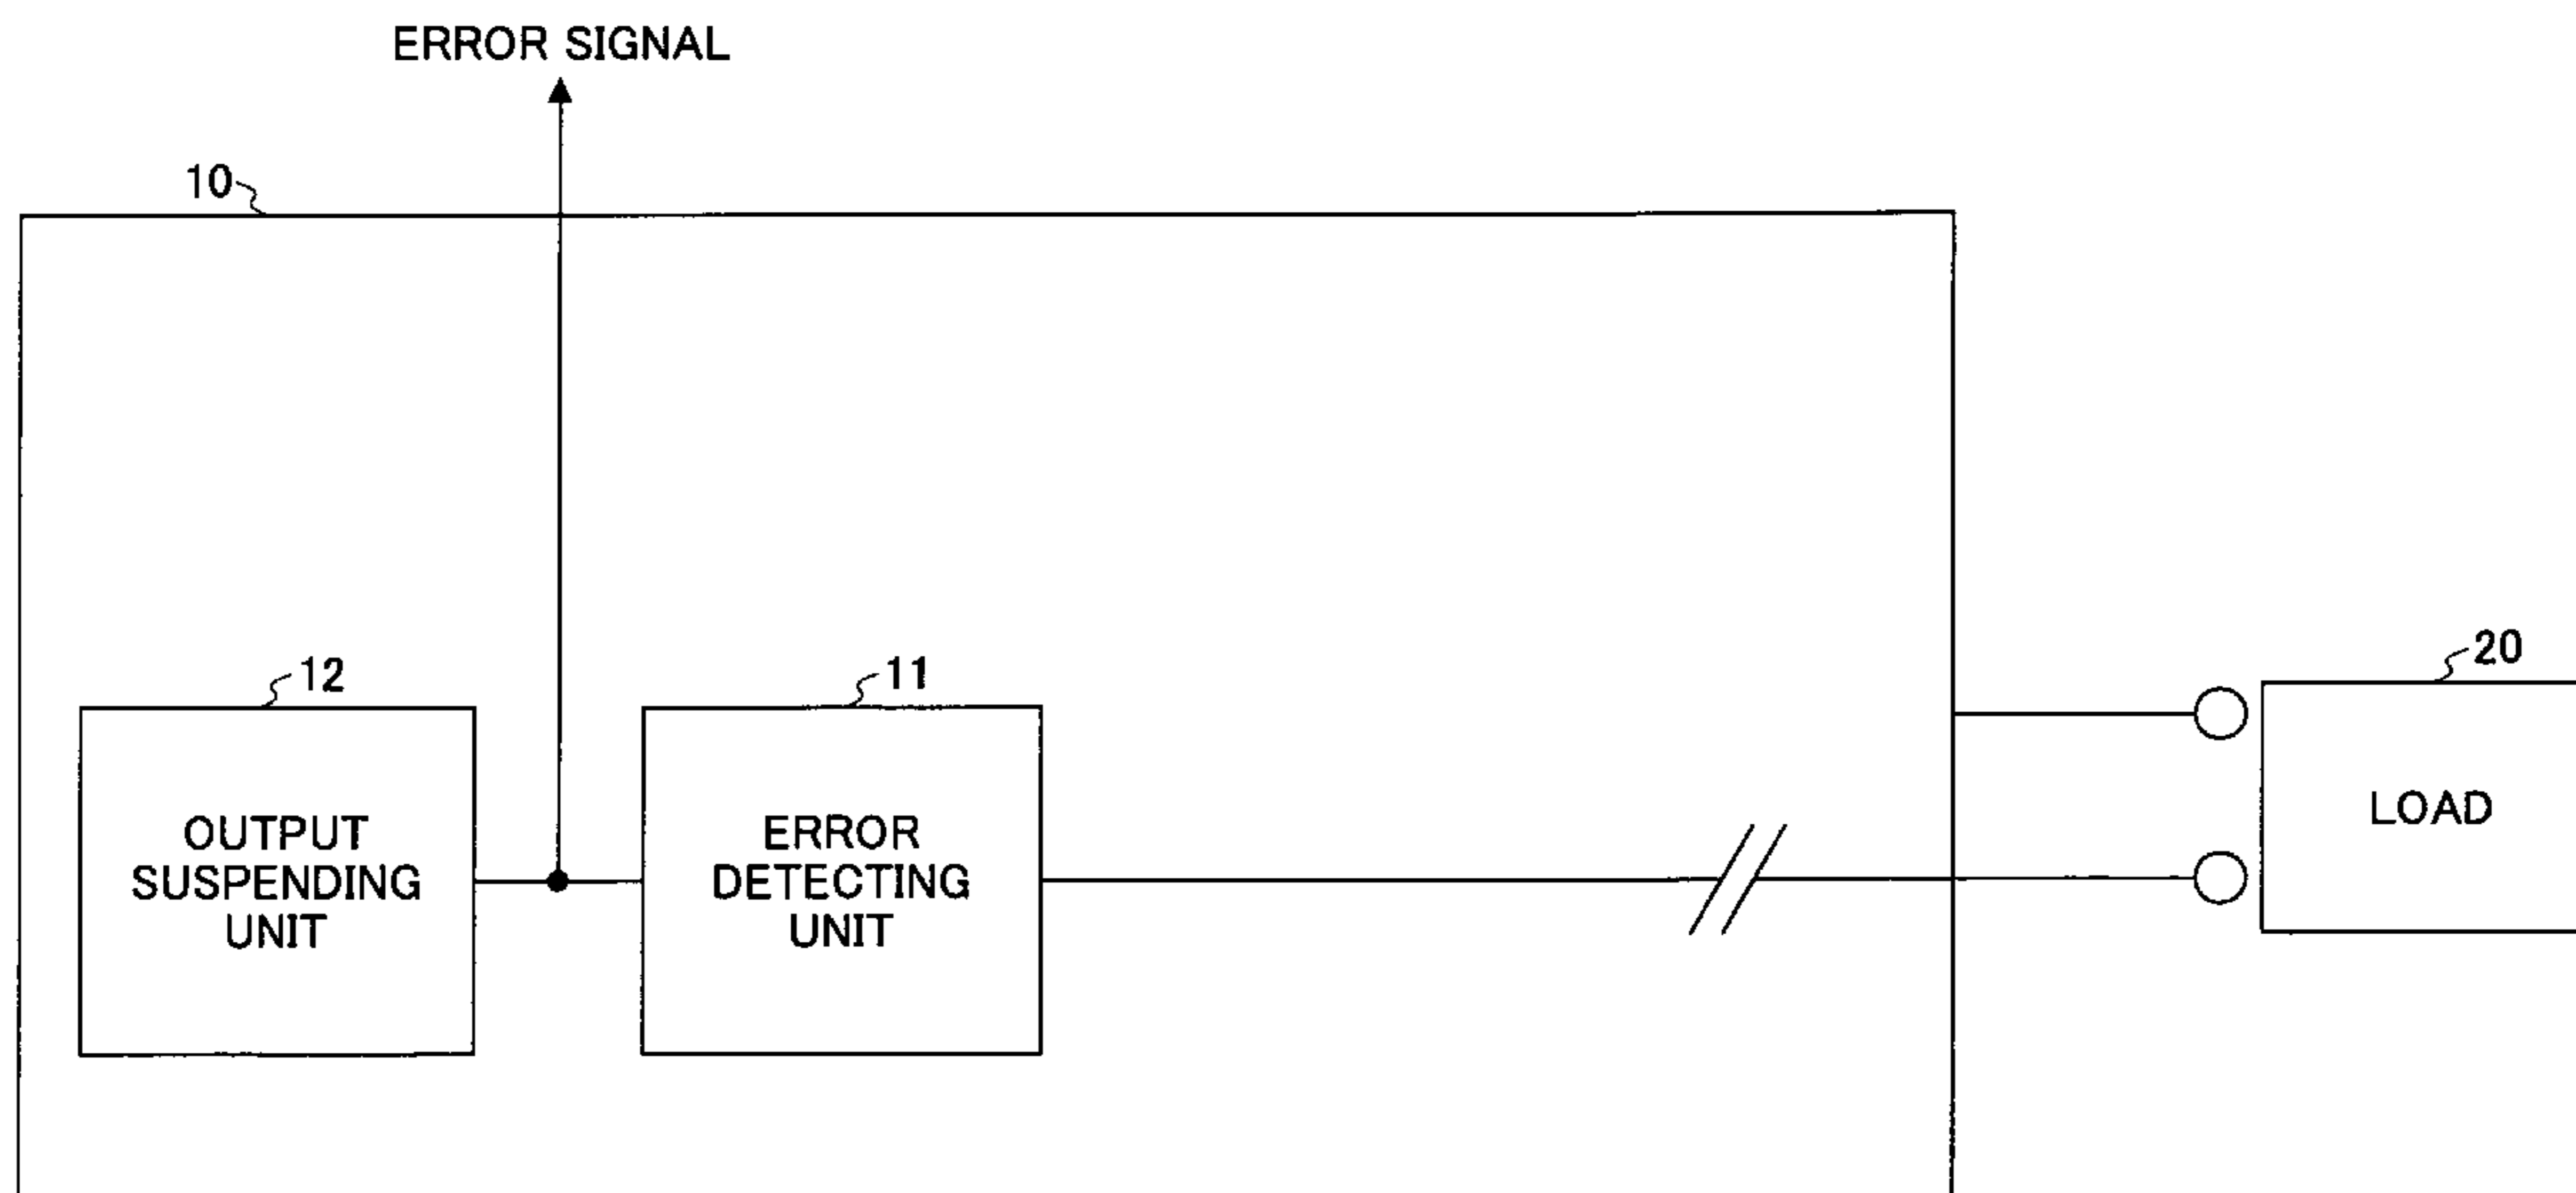 ERROR SIGNAL
10
12
11
20
OUTPUT
SUSPENDING
UNIT
ERROR
DETECTING
UNIT
LOAD